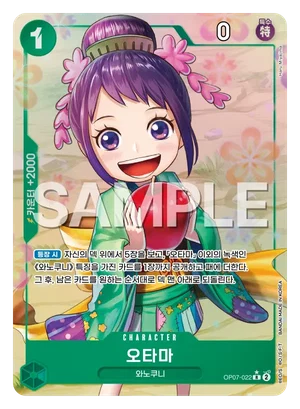 1
0
특수
特
카운터 +2000
SAMPLE
등장 시 자신의 덱 위에서 5장을 보고, 「오타마」 이외의 녹색인
《와노쿠니》 특징을 가진 카드를 1장까지 공개하고 패에 더한다.
그 후, 남은 카드를 원하는 순서대로 덱 맨 아래로 되돌린다.
CHARACTER
오타마
와노쿠니
OP07-022
2